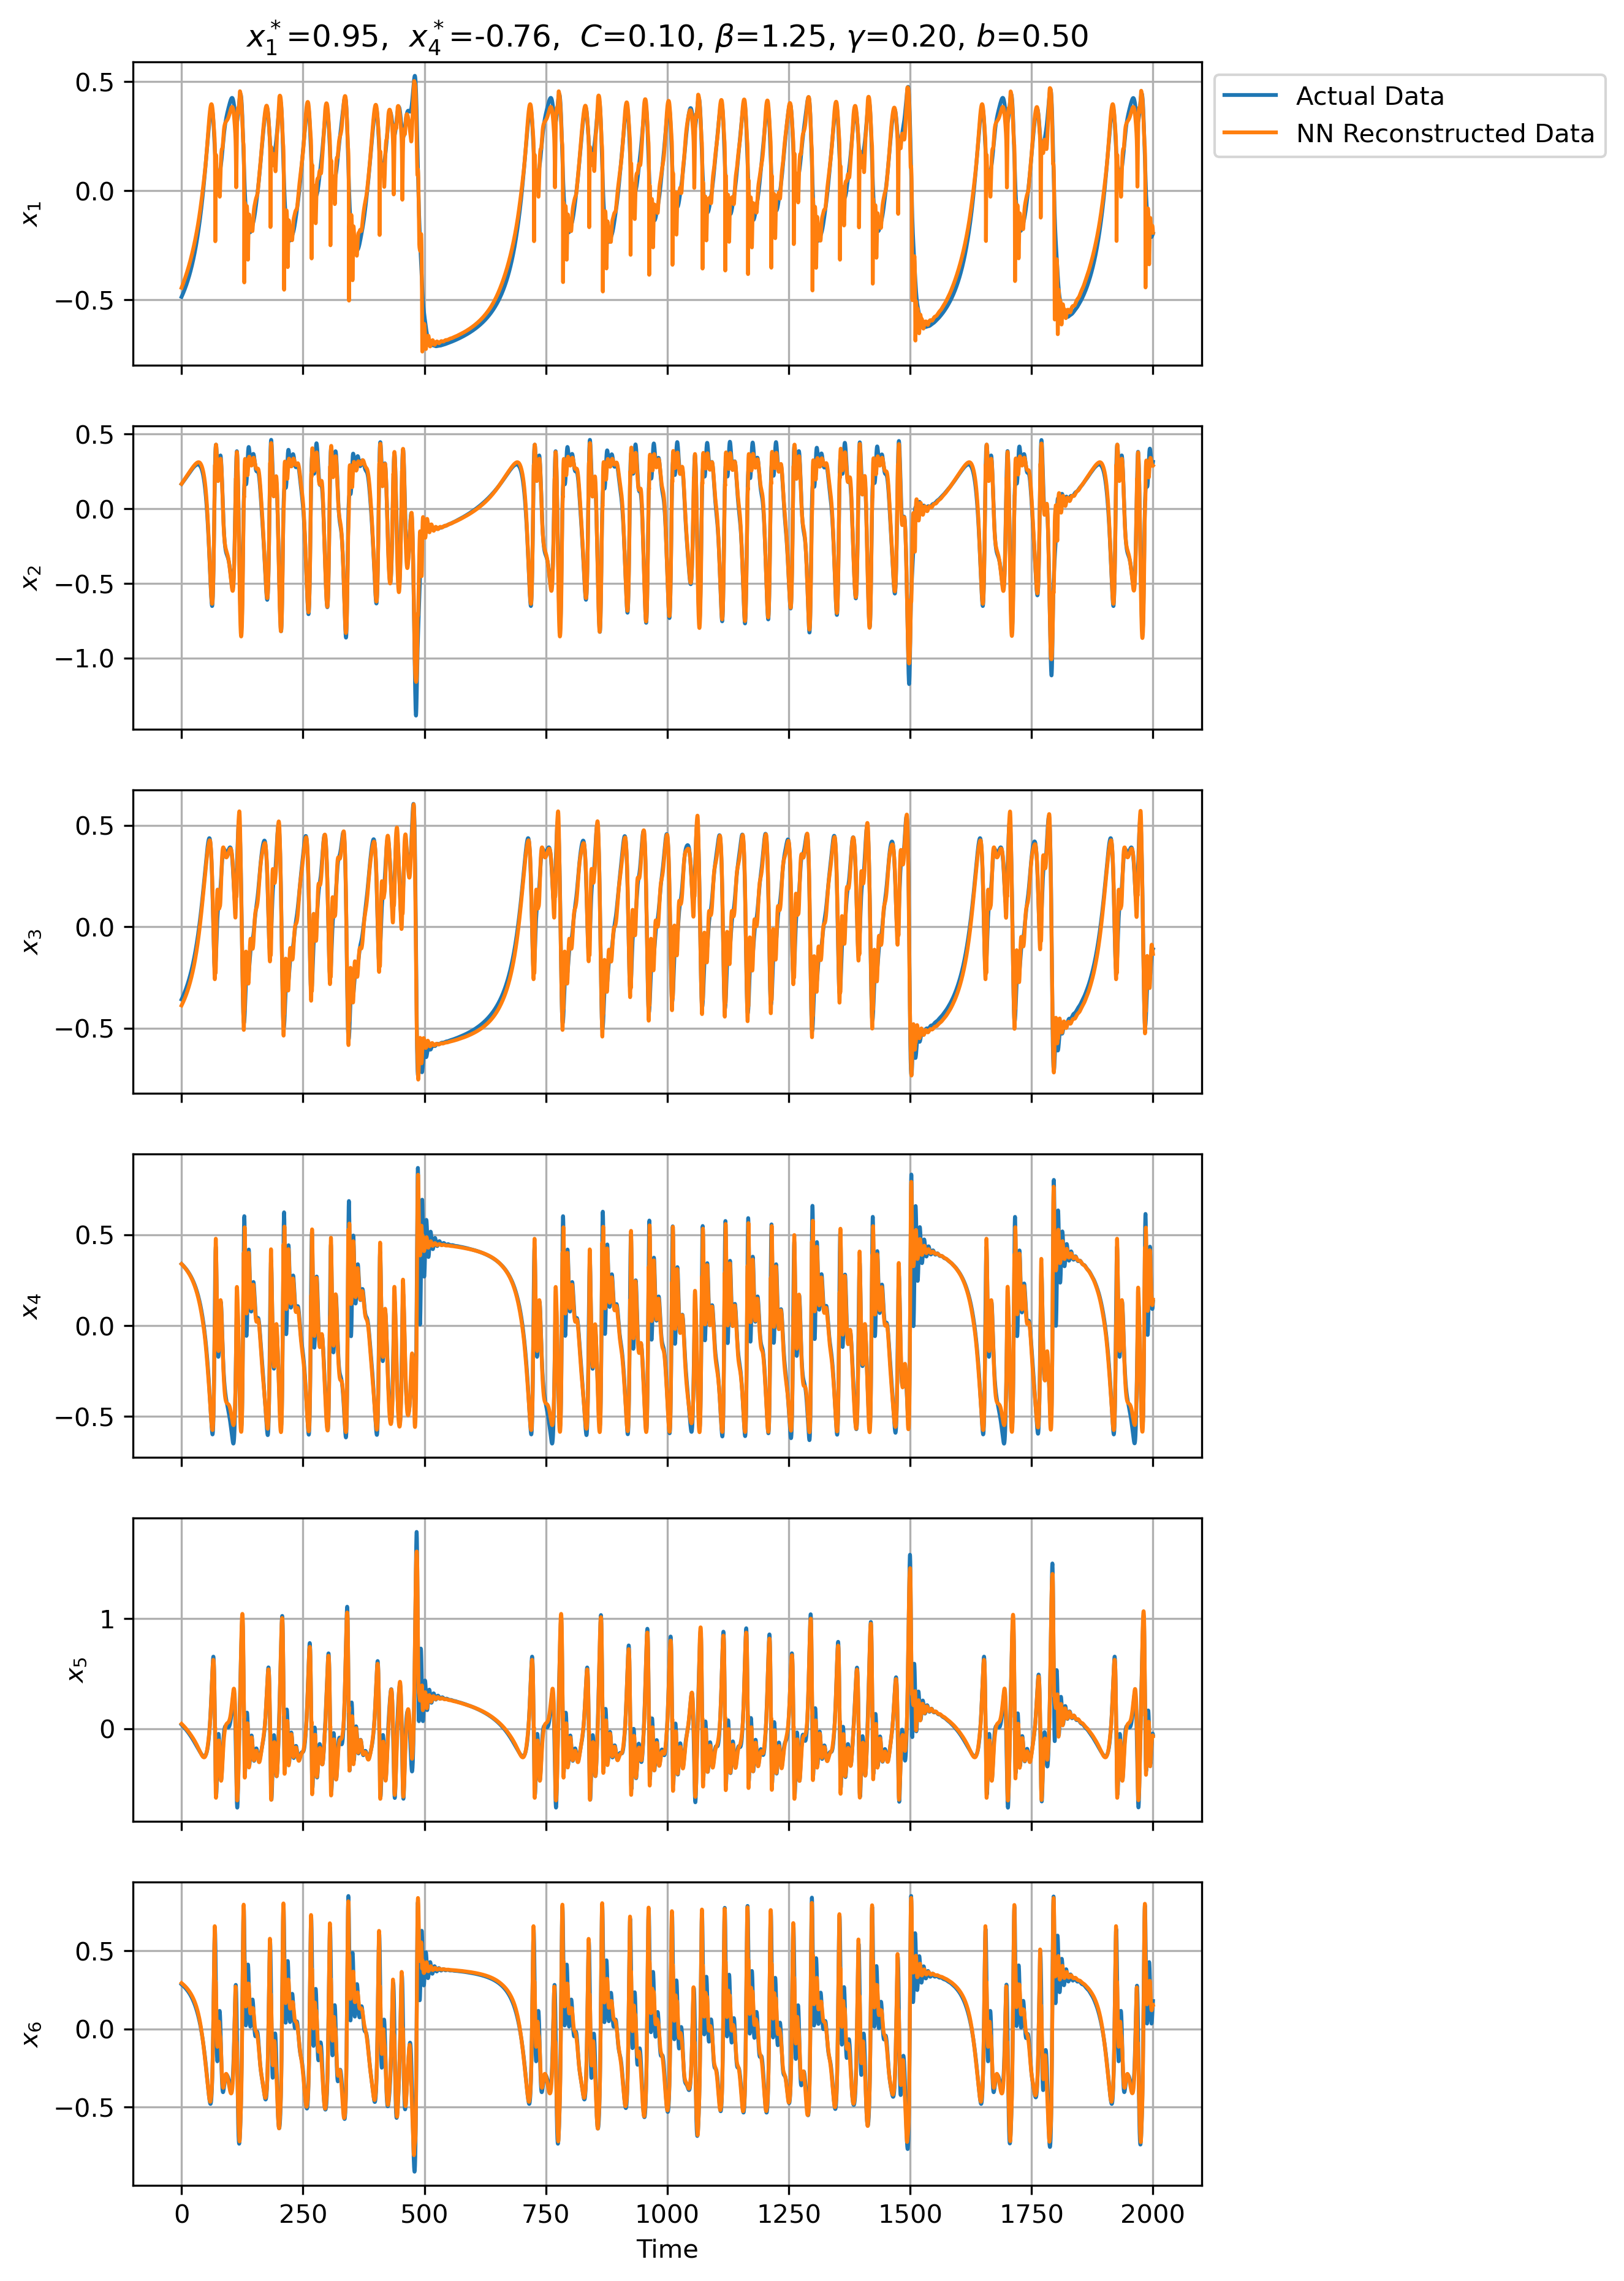 x₁*=0.95, x₄*=-0.76, C=0.10, β=1.25, γ=0.20, b=0.50
Actual Data
NN Reconstructed Data
0.5
0.0
−0.5
x₁
0.5
0.0
−0.5
−1.0
x₂
0.5
0.0
−0.5
x₃
0.5
0.0
−0.5
x₄
1
0
x₅
0.5
0.0
−0.5
x₆
0 250 500 750 1000 1250 1500 1750 2000
Time